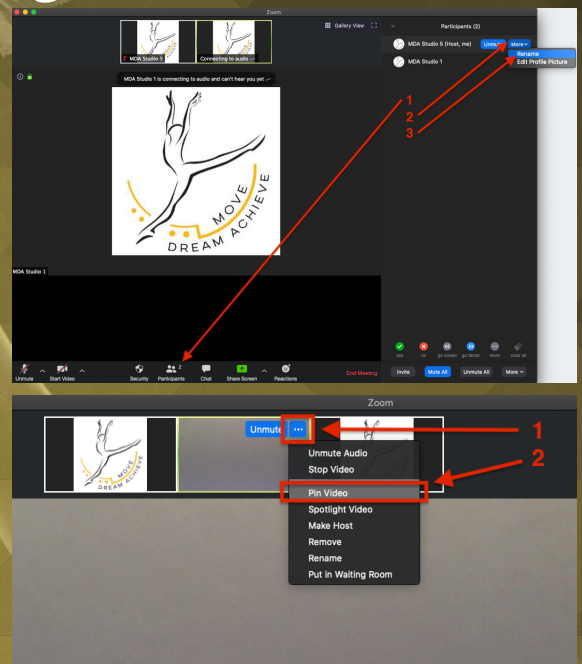 Zoom
Gallery View
Participants (2)
MDA Studio 5
Connecting to audio
MDA Studio 5 (Host, me)
Unmute
More
Rename
Edit Profile Picture
MDA Studio 1
MDA Studio 1 is connecting to audio and can't hear you yet
1
2
3
MOVE
DREAM ACHIEVE
MDA Studio 1
yes
no
go slower
go faster
more
clear all
Unmute
Start Video
Security
Participants
2
Chat
Share Screen
Reactions
End Meeting
Invite
Mute All
Unmute All
More
Zoom
Unmute
...
1
MOVE
DREAM ACHIEVE
Unmute Audio
2
Stop Video
Pin Video
Spotlight Video
Make Host
Remove
Rename
Put in Waiting Room